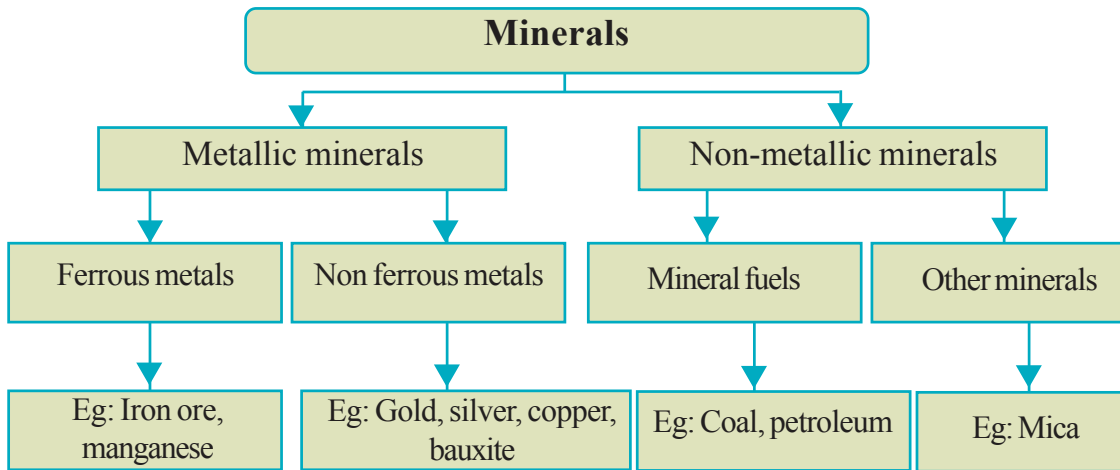 Minerals
Metallic minerals
Non-metallic minerals
Ferrous metals
Non ferrous metals
Mineral fuels
Other minerals
Eg: Iron ore,
manganese
Eg: Gold, silver, copper,
bauxite
Eg: Coal, petroleum
Eg: Mica